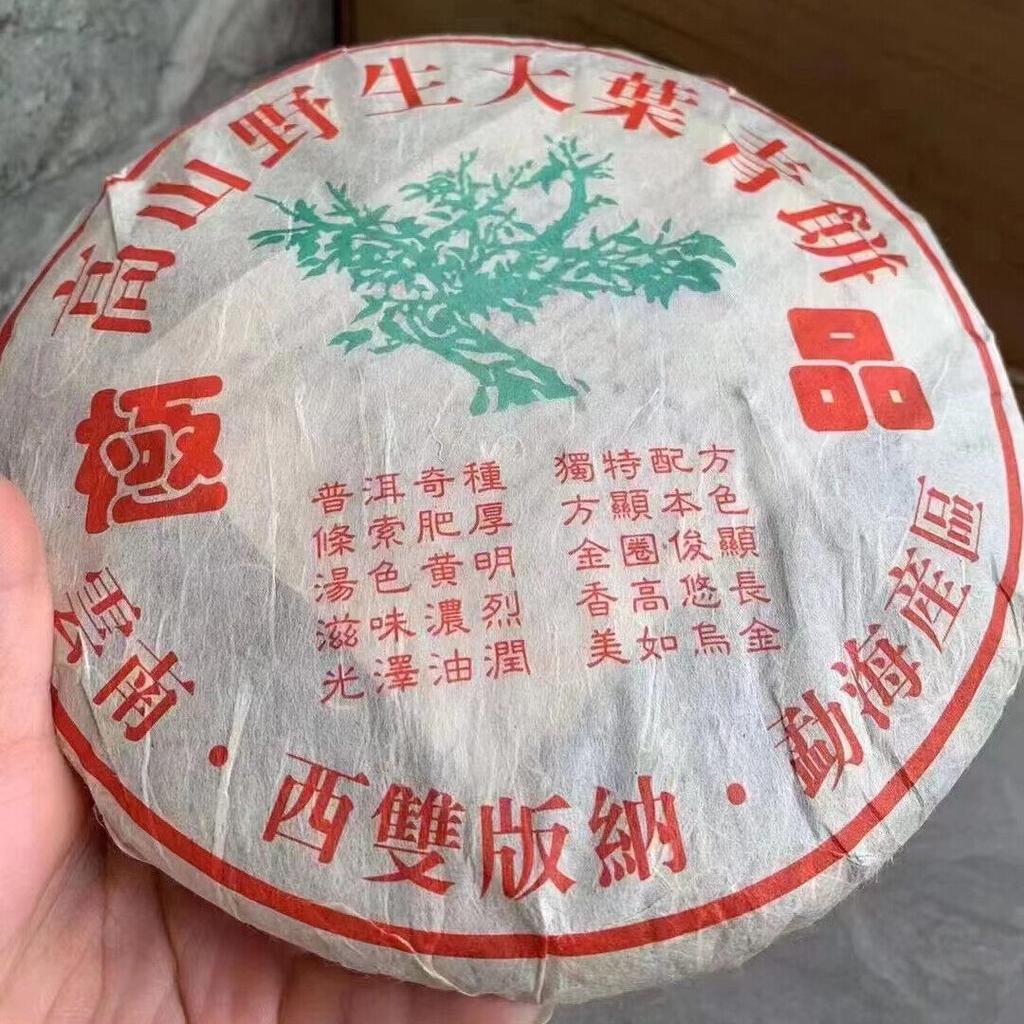 高山野生大葉青餅
極
品
普洱奇種
條索肥厚
湯色黄明
滋味濃烈
光澤油潤
獨特配方
方顯本色
金圈俊顯
香高悠長
美如烏金
雲南・西雙版納・勐海産區